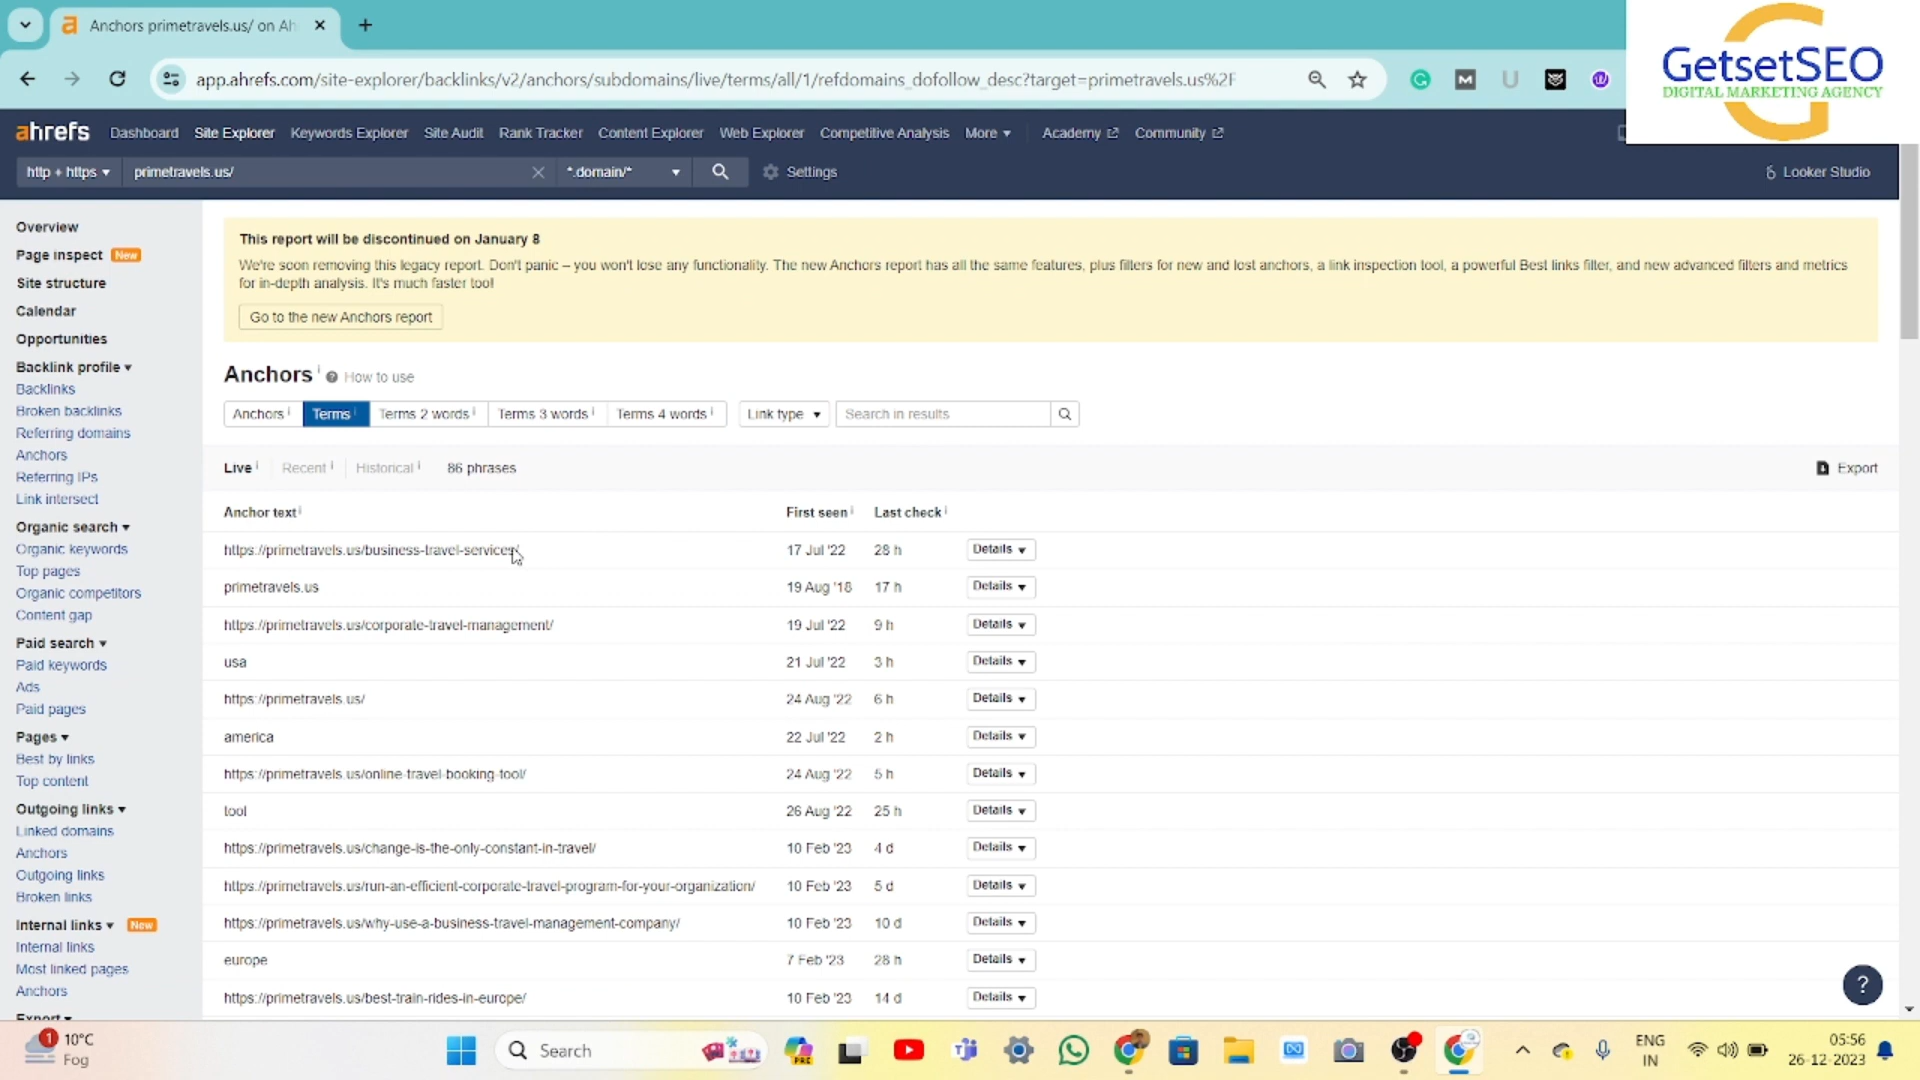 Anchors primetravels.us/ on Ah
app.ahrefs.com/site-explorer/backlinks/v2/anchors/subdomains/live/terms/all/1/refdomains_dofollow_desc?target=primetravels.us%2F
GetsetSEO
DIGITAL MARKETING AGENCY
ahrefs Dashboard Site Explorer Keywords Explorer Site Audit Rank Tracker Content Explorer Web Explorer Competitive Analysis More Academy Community
http + https primetravels.us/ *.domain/* Settings Looker Studio
Overview
Page inspect New
Site structure
Calendar
Opportunities
Backlink profile
Backlinks
Broken backlinks
Referring domains
Anchors
Referring IPs
Link intersect
Organic search
Organic keywords
Top pages
Organic competitors
Content gap
Paid search
Paid keywords
Ads
Paid pages
Pages
Best by links
Top content
Outgoing links
Linked domains
Anchors
Outgoing links
Broken links
Internal links New
Internal links
Most linked pages
Anchors
Export
This report will be discontinued on January 8
We're soon removing this legacy report. Don't panic – you won't lose any functionality. The new Anchors report has all the same features, plus filters for new and lost anchors, a link inspection tool, a powerful Best links filter, and new advanced filters and metrics
for in-depth analysis. It's much faster too!
Go to the new Anchors report
Anchors How to use
Anchors Terms Terms 2 words Terms 3 words Terms 4 words Link type Search in results
Live Recent Historical 86 phrases Export
Anchor text First seen Last check
https://primetravels.us/business-travel-services/ 17 Jul '22 28 h Details
primetravels.us 19 Aug '18 17 h Details
https://primetravels.us/corporate-travel-management/ 19 Jul '22 9 h Details
usa 21 Jul '22 3 h Details
https://primetravels.us/ 24 Aug '22 6 h Details
america 22 Jul '22 2 h Details
https://primetravels.us/online-travel-booking-tool/ 24 Aug '22 5 h Details
tool 26 Aug '22 25 h Details
https://primetravels.us/change-is-the-only-constant-in-travel/ 10 Feb '23 4 d Details
https://primetravels.us/run-an-efficient-corporate-travel-program-for-your-organization/ 10 Feb '23 5 d Details
https://primetravels.us/why-use-a-business-travel-management-company/ 10 Feb '23 10 d Details
europe 7 Feb '23 28 h Details
https://primetravels.us/best-train-rides-in-europe/ 10 Feb '23 14 d Details
?
1
10°C
Fog
Search
PRE
ENG
IN
05:56
26-12-2023